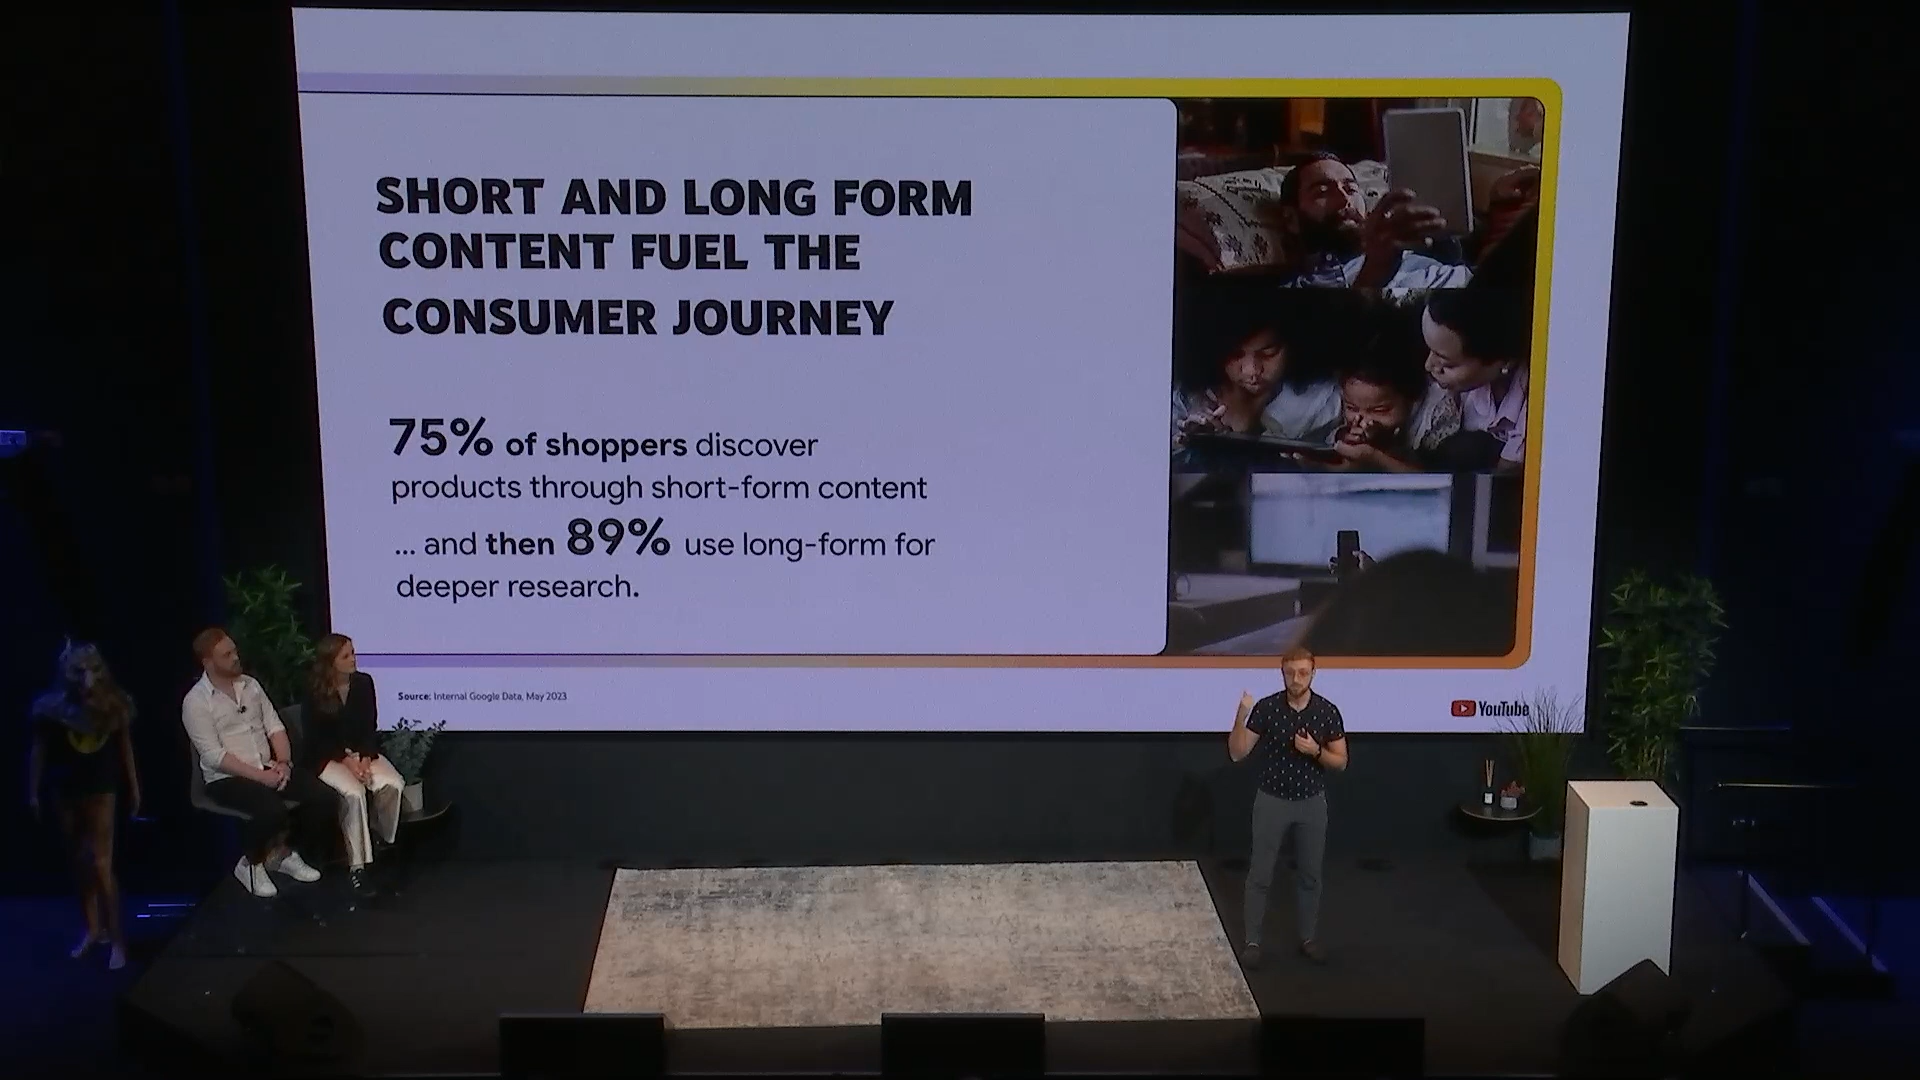 SHORT AND LONG FORM
CONTENT FUEL THE
CONSUMER JOURNEY
75% of shoppers discover
products through short-form content
... and then 89% use long-form for
deeper research.
Source: Internal Google Data, May 2023
YouTube